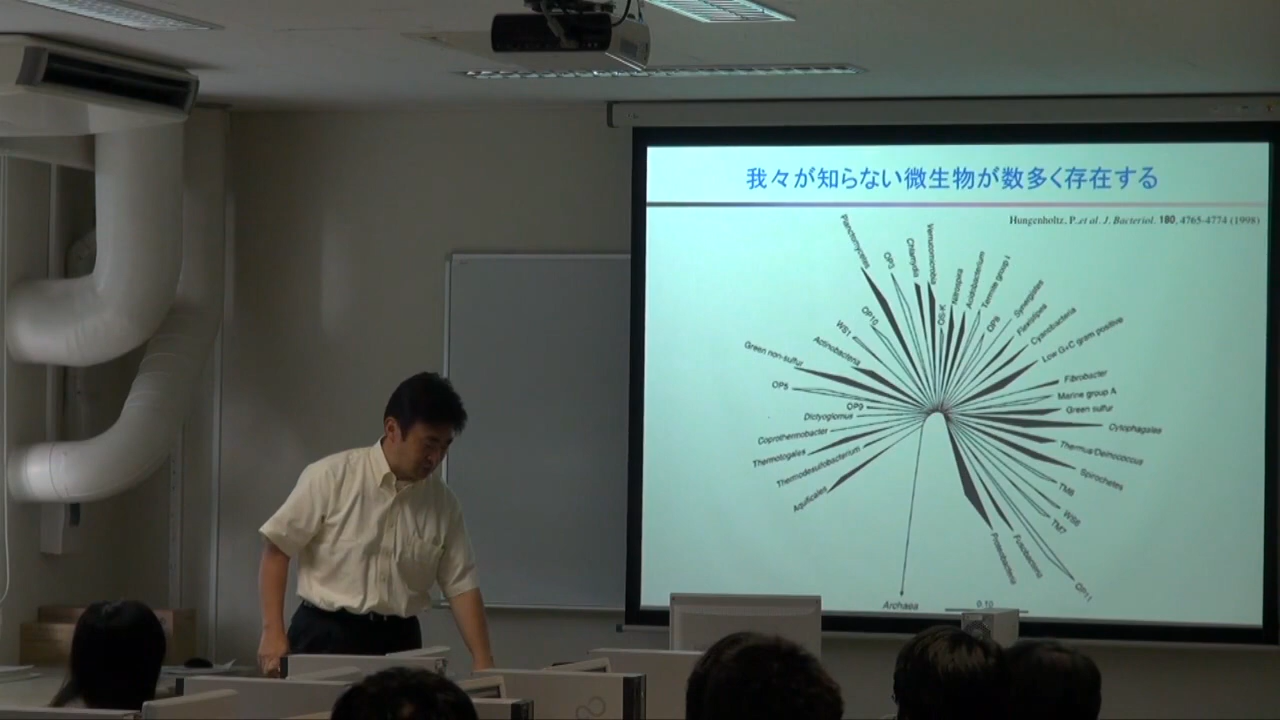 我々が知らない微生物が数多く存在する
Hungenholtz, P.,et al. J. Bacteriol. 180, 4765-4774 (1998)
OP3
Chlamydia
Verrucomicrobia
OS-K
Nitrospira
Acidobacterium
Termite group I
OP8
Synergistes
Flexistipes
Cyanobacteria
Low G+C gram positive
Fibrobacter
Marine group A
Green sulfur
Cytophagales
Thermus/Deinococcus
Spirochetes
TM6
WS6
TM7
OP11
Fusobacteria
Proteobacteria
OP10
WS1
Actinobacteria
Green non-sulfur
OP5
OP9
Dictyoglomus
Coprothermobacter
Thermotogales
Thermodesulfobacterium
Aquificales
Archaea
0.10